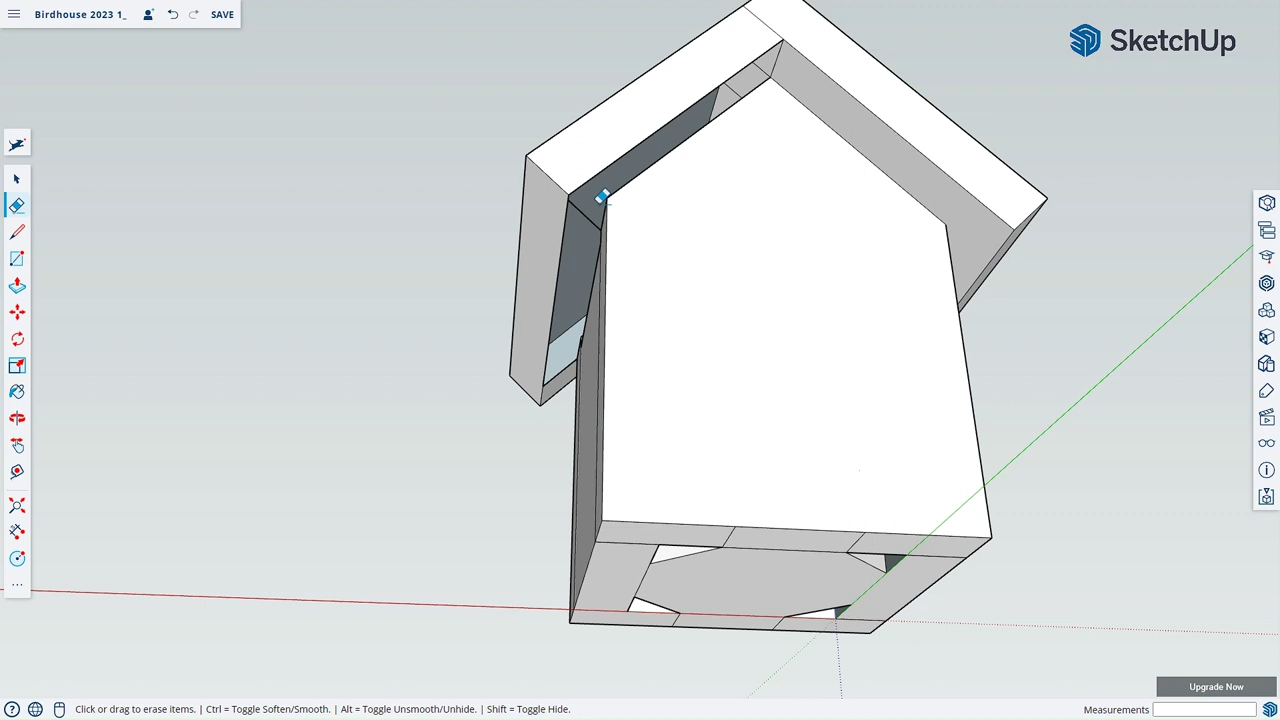 Birdhouse 2023 1_
SAVE
SketchUp
Upgrade Now
Click or drag to erase items. | Ctrl = Toggle Soften/Smooth. | Alt = Toggle Unsmooth/Unhide. | Shift = Toggle Hide.
Measurements